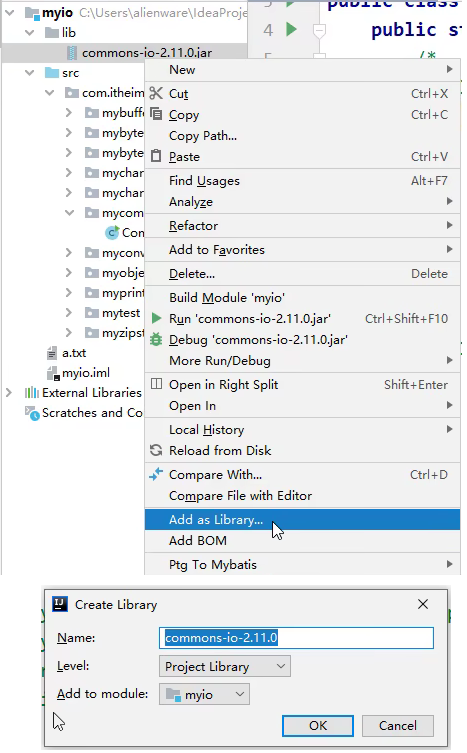 myio C:\Users\alienware\IdeaProje
public class
lib
4 public st
commons-io-2.11.0.jar
/*
src
New
com.itheim
Cut Ctrl+X
mybuff
Copy Ctrl+C
mybyte
Copy Path...
mybyte
Paste Ctrl+V
mychar
Find Usages Alt+F7
mychar
Analyze
mycom
Refactor
Com
Add to Favorites
myconv
Delete... Delete
myobje
Build Module 'myio'
myprint
Run 'commons-io-2.11.0.jar' Ctrl+Shift+F10
mytest
Debug 'commons-io-2.11.0.jar'
myzipst
More Run/Debug
a.txt
Open in Right Split Shift+Enter
myio.iml
Open In
External Libraries
Local History
Scratches and Co
Reload from Disk
Compare With... Ctrl+D
Compare File with Editor
Add as Library...
Add BOM
Ptg To Mybatis
Create Library
Name: commons-io-2.11.0
Level: Project Library
Add to module: myio
OK Cancel